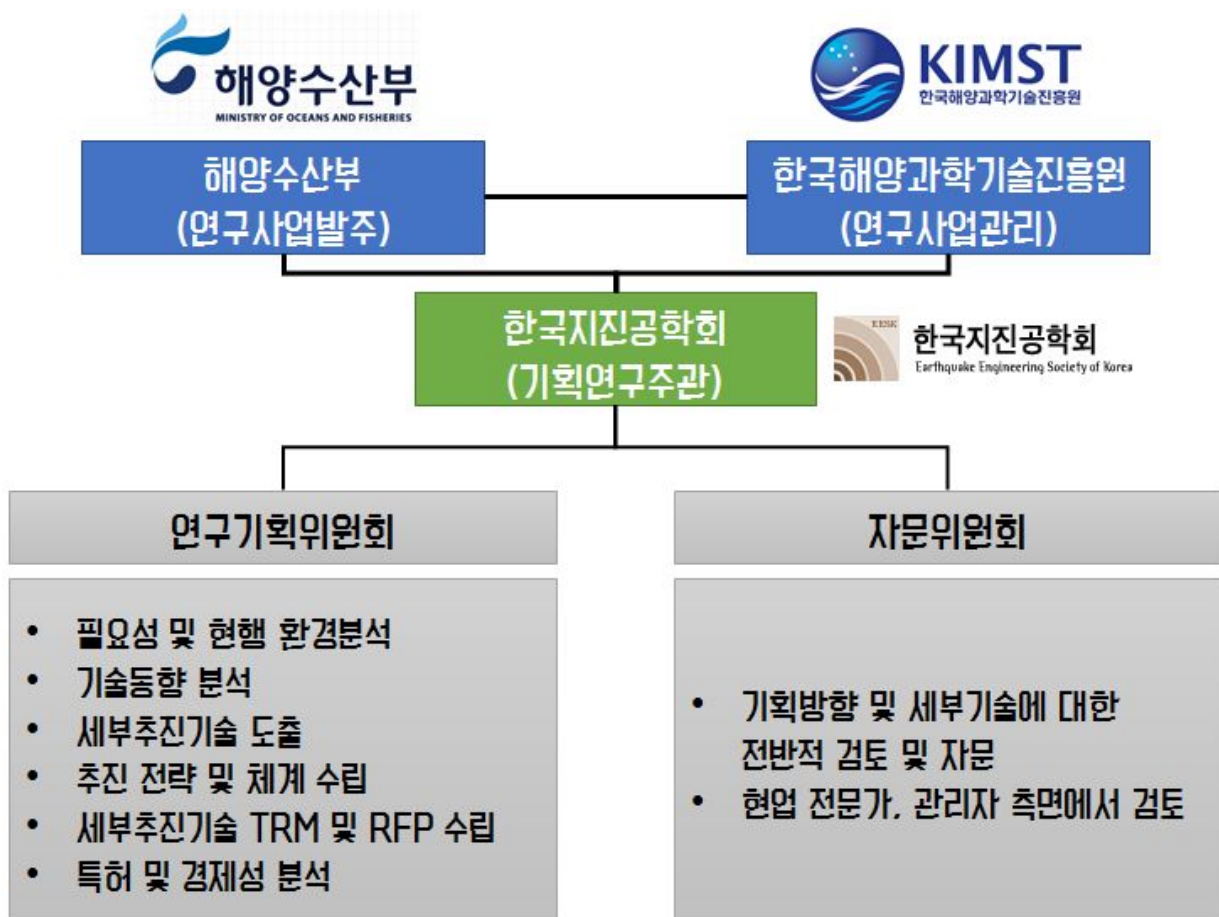 해양수산부
MINISTRY OF OCEANS AND FISHERIES
KIMST
한국해양과학기술진흥원
해양수산부
(연구사업발주)
한국해양과학기술진흥원
(연구사업관리)
한국지진공학회
(기획연구주관)
EESK
한국지진공학회
Earthquake Engineering Society of Korea
연구기획위원회
• 필요성 및 현행 환경분석
• 기술동향 분석
• 세부추진기술 도출
• 추진 전략 및 체계 수립
• 세부추진기술 TRM 및 RFP 수립
• 특허 및 경제성 분석
자문위원회
• 기획방향 및 세부기술에 대한
전반적 검토 및 자문
• 현업 전문가, 관리자 측면에서 검토